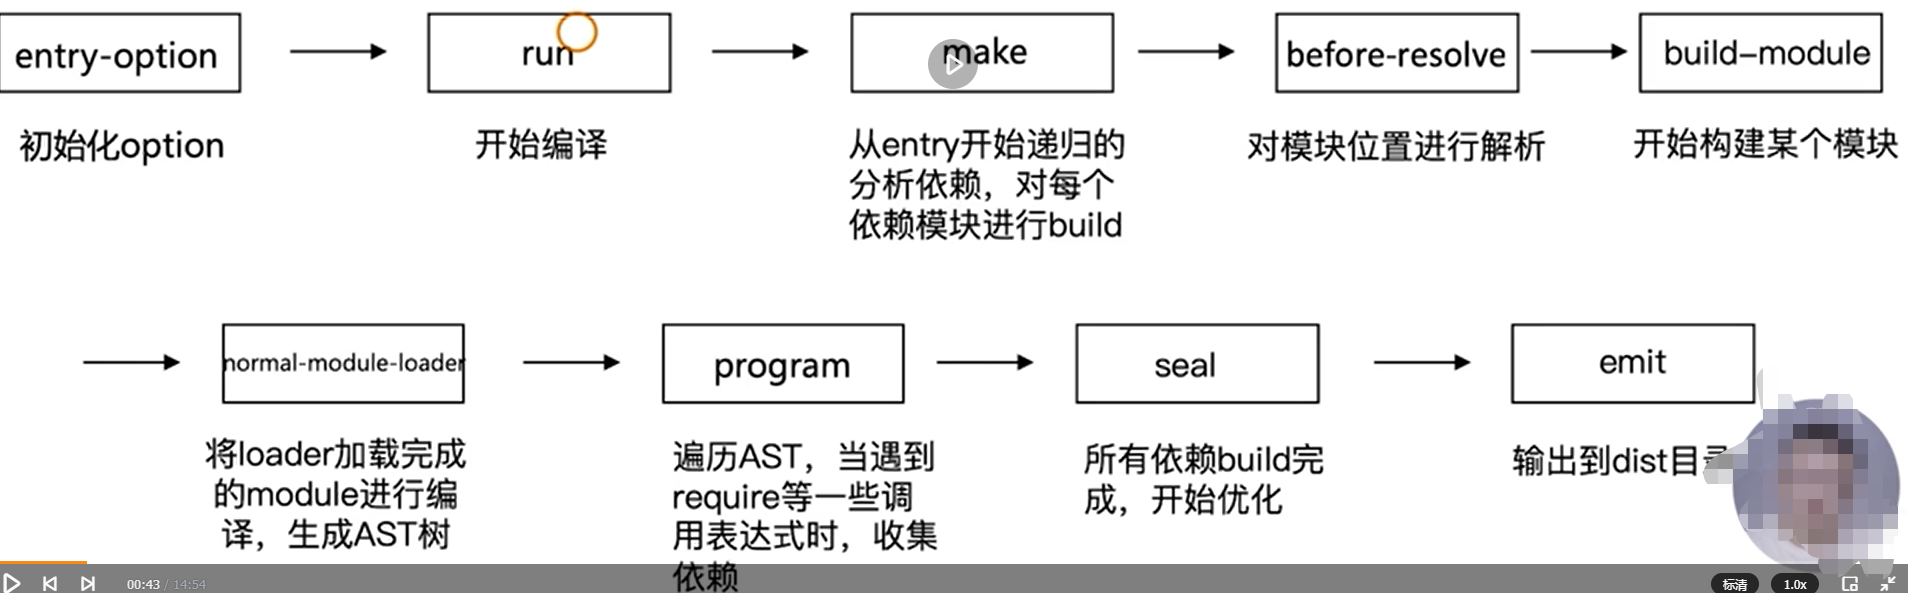 entry-option
run
make
before-resolve
build-module
初始化option
开始编译
从entry开始递归的
分析依赖，对每个
依赖模块进行build
对模块位置进行解析
开始构建某个模块
normal-module-loader
program
seal
emit
将loader加载完成
的module进行编
译，生成AST树
遍历AST，当遇到
require等一些调
用表达式时，收集
依赖
所有依赖build完
成，开始优化
输出到dist目录
00:43 / 14:54
标清
1.0x